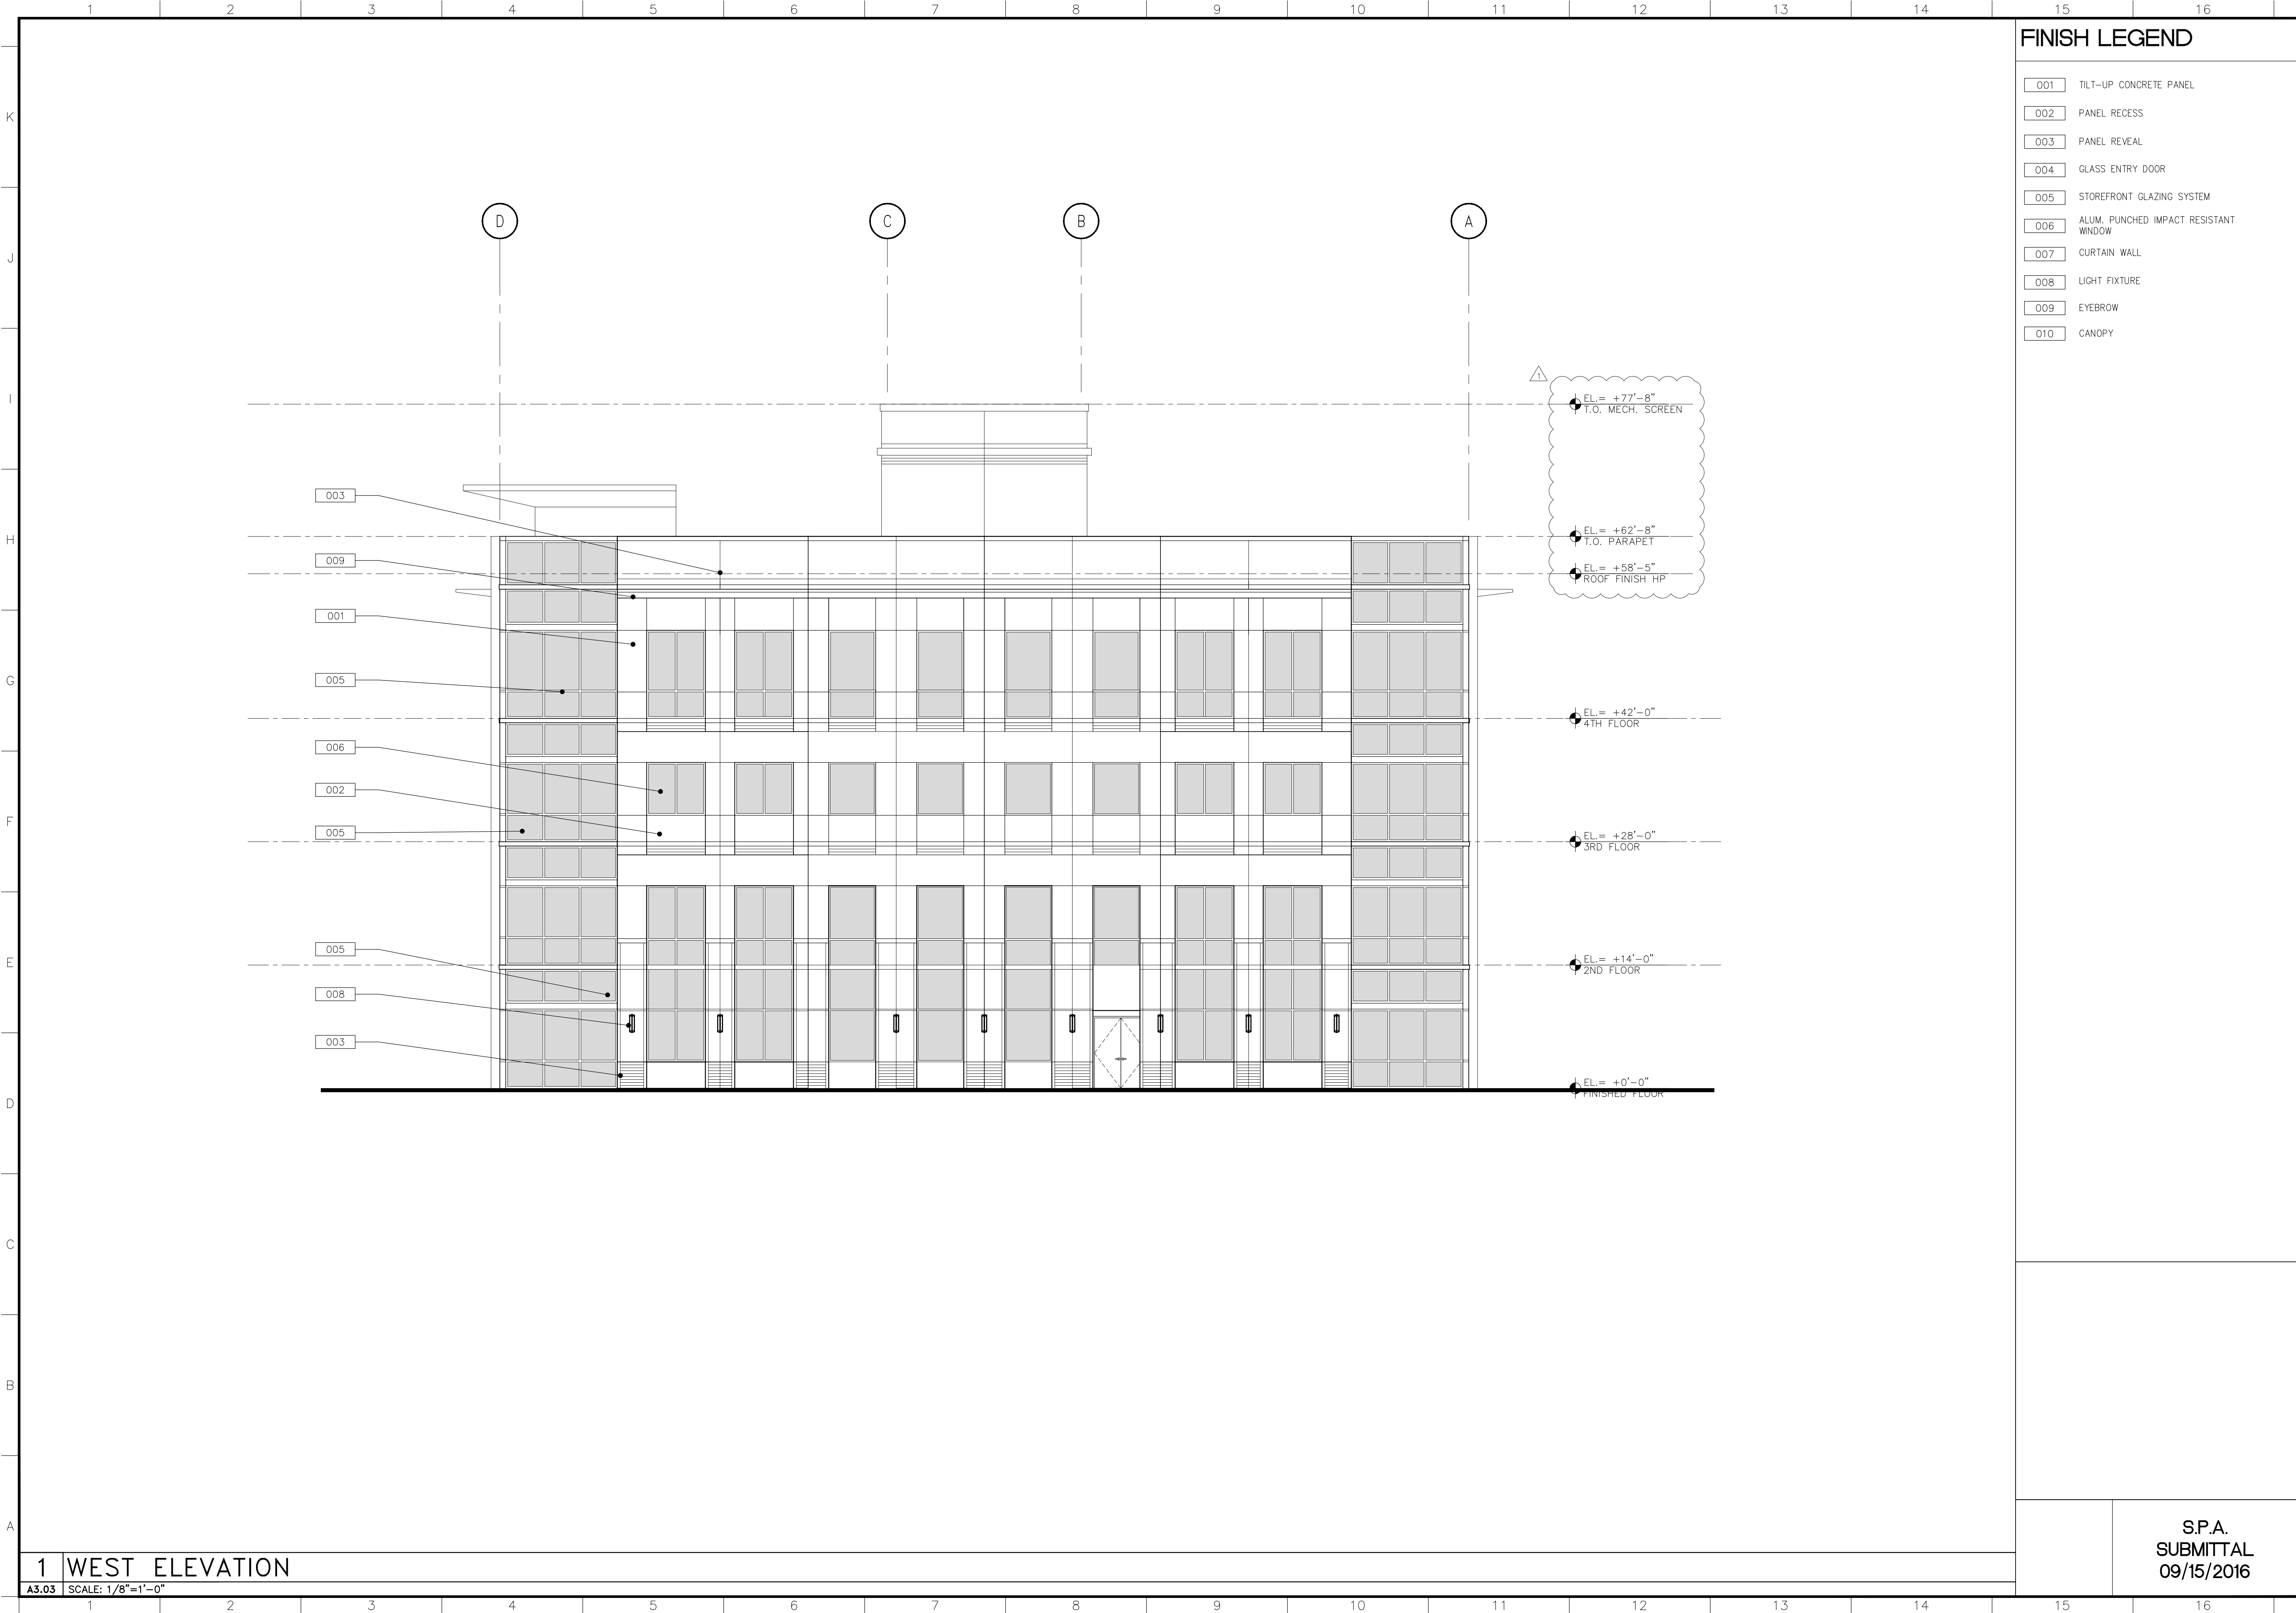 1 2 3 4 5 6 7 8 9 10 11 12 13 14 15 16
K
J
I
H
G
F
E
D
C
B
A
FINISH LEGEND
001 TILT-UP CONCRETE PANEL
002 PANEL RECESS
003 PANEL REVEAL
004 GLASS ENTRY DOOR
005 STOREFRONT GLAZING SYSTEM
006 ALUM. PUNCHED IMPACT RESISTANT
WINDOW
007 CURTAIN WALL
008 LIGHT FIXTURE
009 EYEBROW
010 CANOPY
D C B A
1
EL.= +77'-8"
T.O. MECH. SCREEN
EL.= +62'-8"
T.O. PARAPET
EL.= +58'-5"
ROOF FINISH HP
EL.= +42'-0"
4TH FLOOR
EL.= +28'-0"
3RD FLOOR
EL.= +14'-0"
2ND FLOOR
EL.= +0'-0"
FINISHED FLOOR
003
009
001
005
006
002
005
005
008
003
1 WEST ELEVATION
A3.03 SCALE: 1/8"=1'-0"
S.P.A.
SUBMITTAL
09/15/2016
1 2 3 4 5 6 7 8 9 10 11 12 13 14 15 16